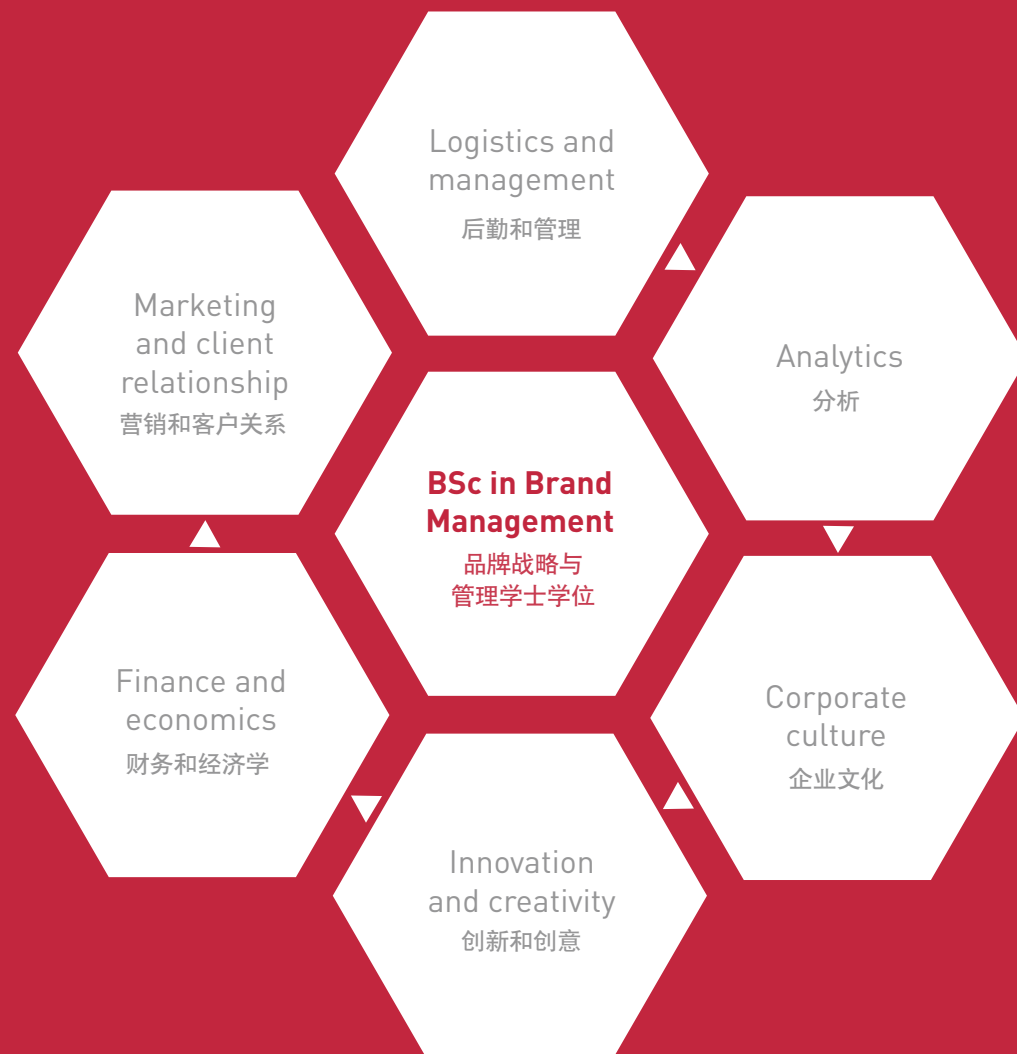 Logistics and
management
后勤和管理
Marketing
and client
relationship
营销和客户关系
Analytics
分析
BSc in Brand
Management
品牌战略与
管理学士学位
Finance and
economics
财务和经济学
Corporate
culture
企业文化
Innovation
and creativity
创新和创意